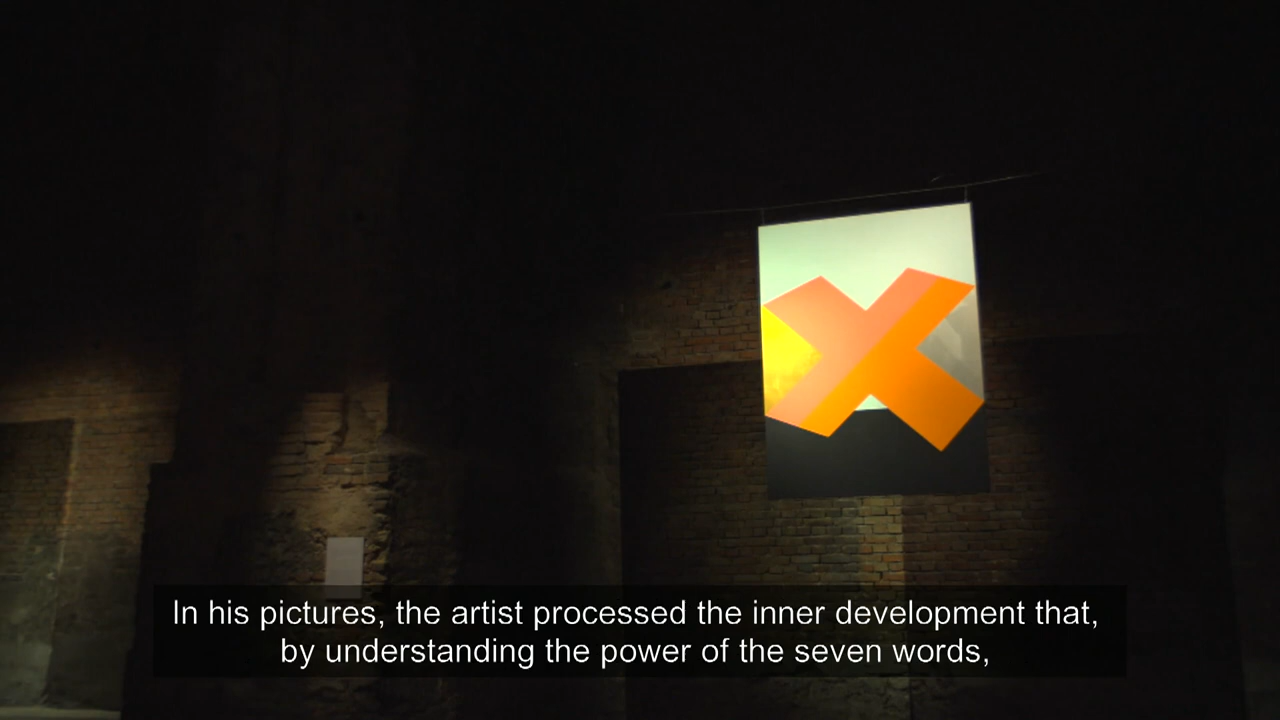 In his pictures, the artist processed the inner development that,
by understanding the power of the seven words,